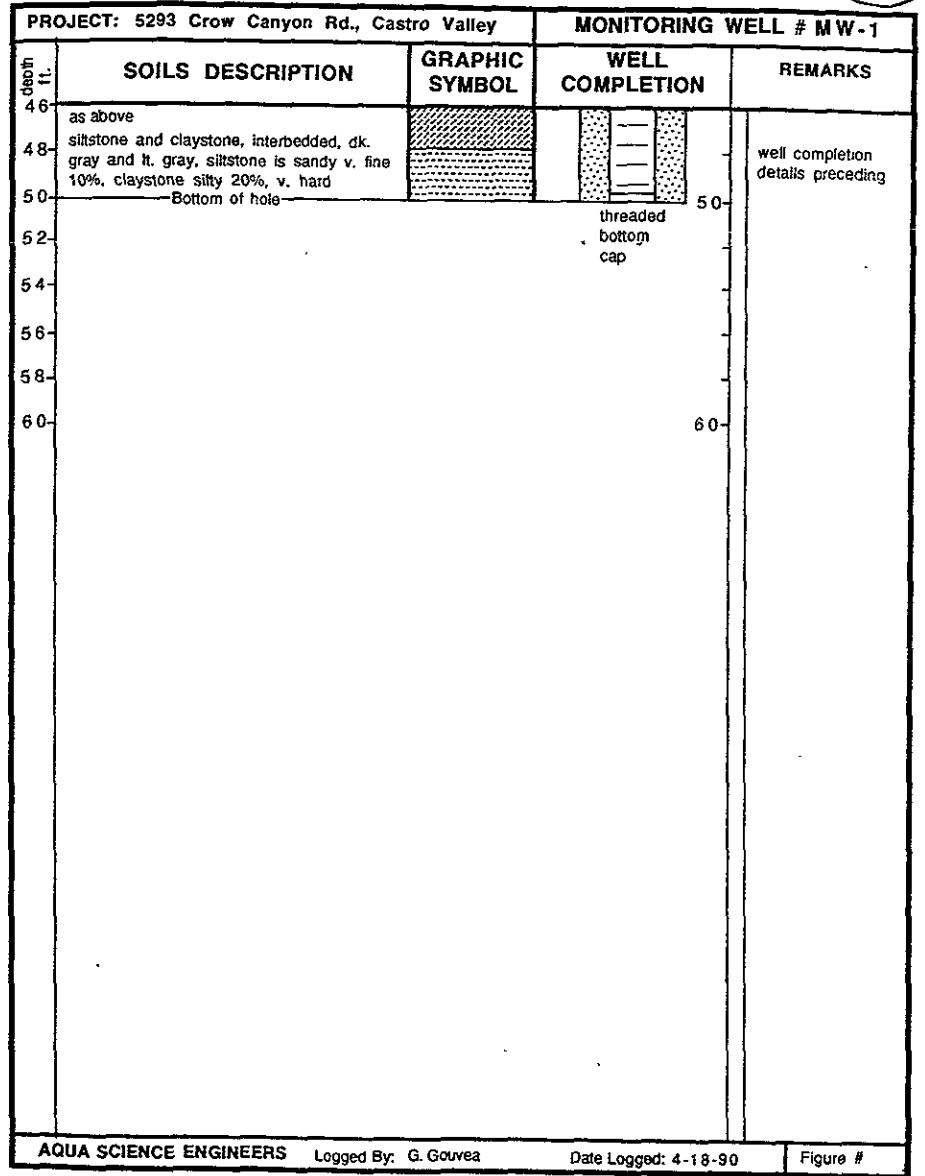 PROJECT: 5293 Crow Canyon Rd., Castro Valley
MONITORING WELL # MW-1
depth ft.
SOILS DESCRIPTION
GRAPHIC SYMBOL
WELL COMPLETION
REMARKS
46
as above
siltstone and claystone, interbedded, dk.
48
gray and lt. gray, siltstone is sandy v. fine
10%, claystone silty 20%, v. hard
50
Bottom of hole
50
well completion
details preceding
threaded
bottom
cap
52
54
56
58
60
60
AQUA SCIENCE ENGINEERS
Logged By: G. Gouvea
Date Logged: 4-18-90
Figure #